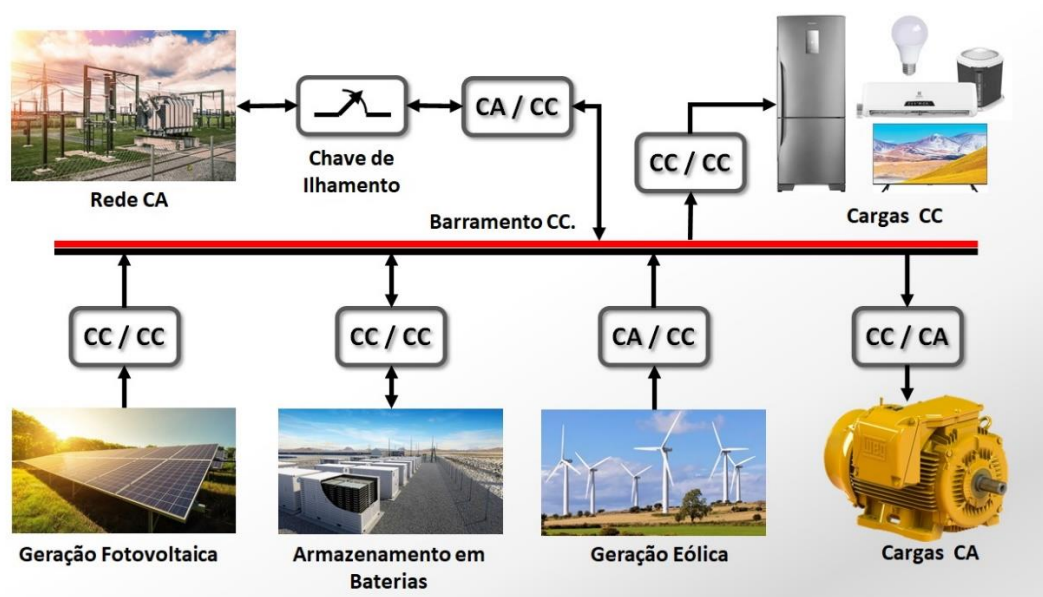 CA / CC
CC / CC
Chave de
Ilhamento
Rede CA
Cargas CC
Barramento CC.
CC / CC
CC / CC
CA / CC
CC / CA
Geração Fotovoltaica
Armazenamento em
Baterias
Geração Eólica
Cargas CA